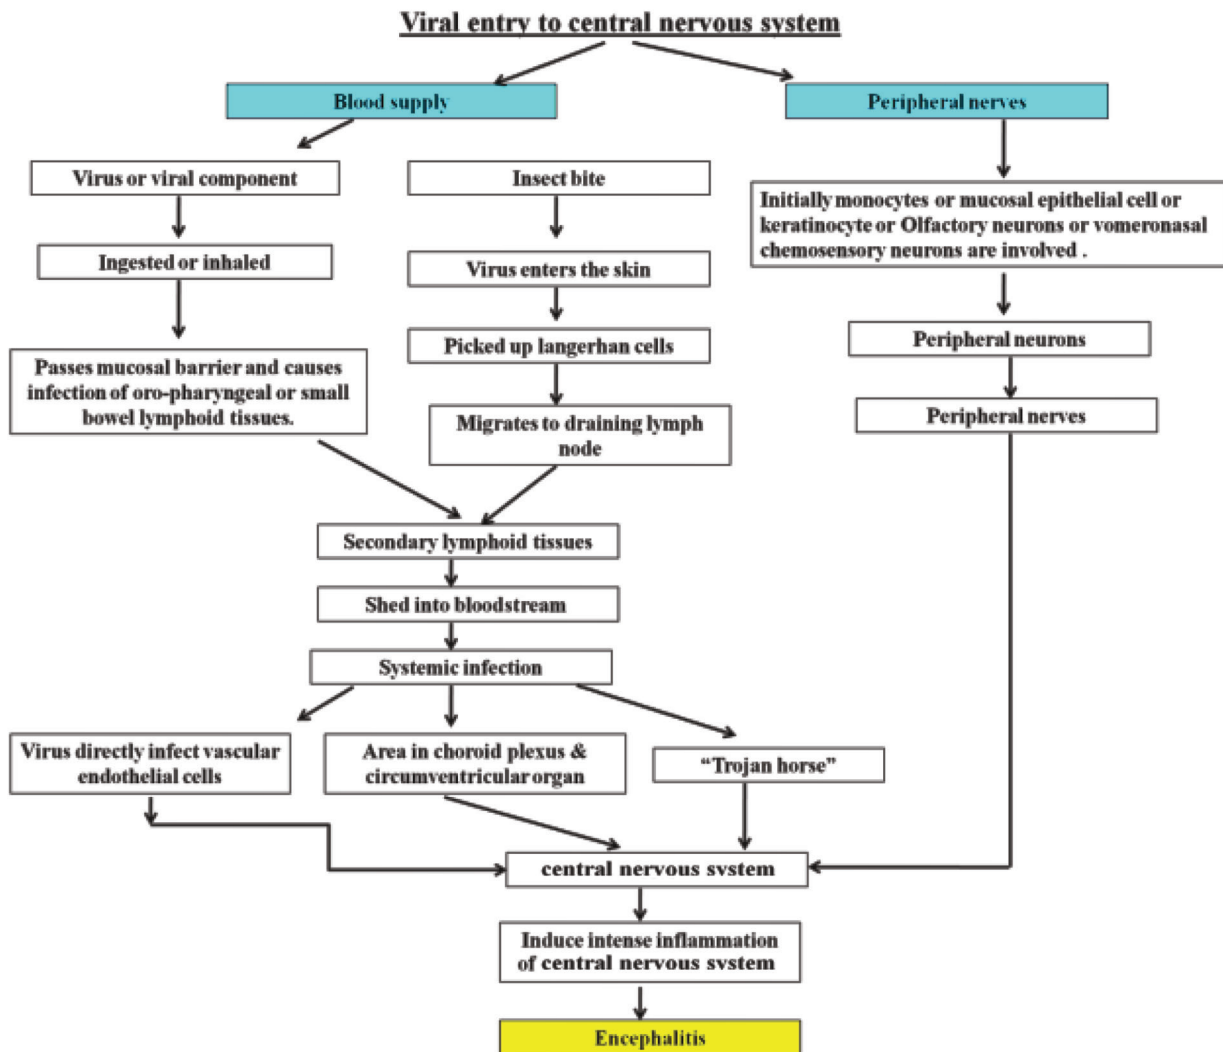 Viral entry to central nervous system
Blood supply
Peripheral nerves
Virus or viral component
Insect bite
Initially monocytes or mucosal epithelial cell or
keratinocyte or Olfactory neurons or vomeronasal
chemosensory neurons are involved .
Ingested or inhaled
Virus enters the skin
Picked up langerhan cells
Peripheral neurons
Passes mucosal barrier and causes
infection of oro-pharyngeal or small
bowel lymphoid tissues.
Migrates to draining lymph
node
Peripheral nerves
Secondary lymphoid tissues
Shed into bloodstream
Systemic infection
Virus directly infect vascular
endothelial cells
Area in choroid plexus &
circumventricular organ
“Trojan horse”
central nervous system
Induce intense inflammation
of central nervous system
Encephalitis